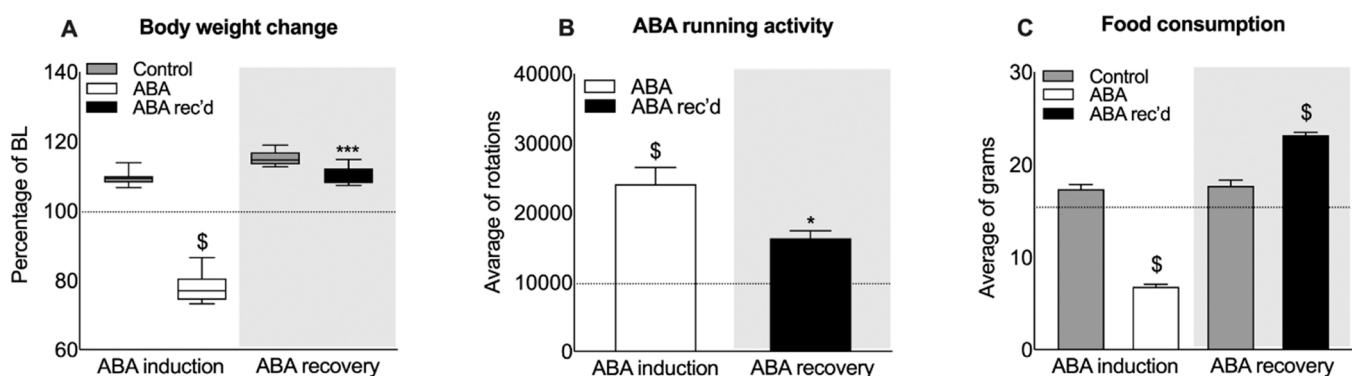 A Body weight change
Control
ABA
ABA rec'd
Percentage of BL
140
120
100
80
60
***
$
ABA induction ABA recovery
B ABA running activity
ABA
ABA rec'd
Avarage of rotations
40000
30000
20000
10000
0
$
*
ABA induction ABA recovery
C Food consumption
Control
ABA
ABA rec'd
Average of grams
30
20
10
0
$
$
ABA induction ABA recovery